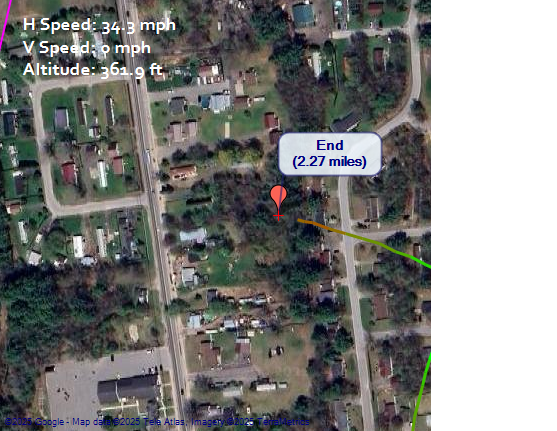 H Speed: 34.3 mph
V Speed: 0 mph
Altitude: 361.9 ft
End
(2.27 miles)
©2025 Google - Map data ©2025 Tele Atlas, Imagery ©2025 TerraMetrics